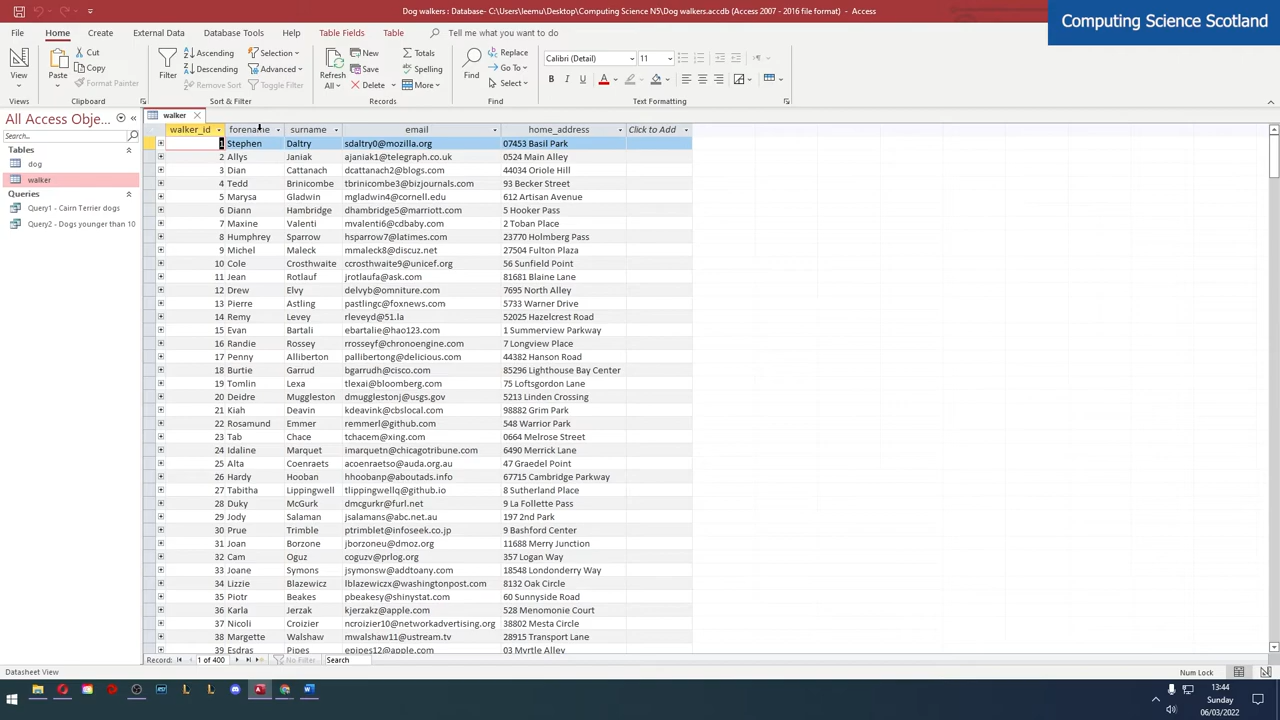 Dog walkers : Database- C:\Users\leemu\Desktop\Computing Science N5\Dog walkers.accdb (Access 2007 - 2016 file format) - Access
Computing Science Scotland
File Home Create External Data Database Tools Help Table Fields Table Tell me what you want to do
View
Views
Paste
Cut
Copy
Format Painter
Clipboard
Filter
Ascending
Descending
Remove Sort
Selection
Advanced
Toggle Filter
Sort & Filter
Refresh All
New
Save
Delete
Totals
Spelling
More
Records
Find
Replace
Go To
Select
Find
Calibri (Detail) 11
B I U A
Text Formatting
All Access Obje...
Search...
Tables
dog
walker
Queries
Query1 - Cairn Terrier dogs
Query2 - Dogs younger than 10
walker
walker_id forename surname email home_address Click to Add
1 Stephen Daltry sdaltry0@mozilla.org 07453 Basil Park
2 Allys Janiak ajaniak1@telegraph.co.uk 0524 Main Alley
3 Dian Cattanach dcattanach2@blogs.com 44034 Oriole Hill
4 Tedd Brinicombe tbrinicombe3@bizjournals.com 93 Becker Street
5 Marysa Gladwin mgladwin4@cornell.edu 612 Artisan Avenue
6 Diann Hambridge dhambridge5@marriott.com 5 Hooker Pass
7 Maxine Valenti mvalenti6@cdbaby.com 2 Toban Place
8 Humphrey Sparrow hsparrow7@latimes.com 23770 Holmberg Pass
9 Michel Maleck mmaleck8@discuz.net 27504 Fulton Plaza
10 Cole Crosthwaite ccrosthwaite9@unicef.org 56 Sunfield Point
11 Jean Rotlauf jrotlaufa@ask.com 81681 Blaine Lane
12 Drew Elvy delvyb@omniture.com 7695 North Alley
13 Pierre Astling pastlingc@foxnews.com 5733 Warner Drive
14 Remy Levey rleveyd@51.la 52025 Hazelcrest Road
15 Evan Bartali ebartalie@hao123.com 1 Summerview Parkway
16 Randie Rossey rrosseyf@chronoengine.com 7 Longview Place
17 Penny Alliberton pallibertong@delicious.com 44382 Hanson Road
18 Burtie Garrud bgarrudh@cisco.com 85296 Lighthouse Bay Center
19 Tomlin Lexa tlexai@bloomberg.com 75 Loftsgordon Lane
20 Deidre Muggleston dmugglestonj@usgs.gov 5213 Linden Crossing
21 Kiah Deavin kdeavink@cbslocal.com 98882 Grim Park
22 Rosamund Emmer remmerl@github.com 548 Warrior Park
23 Tab Chace tchacem@xing.com 0664 Melrose Street
24 Idaline Marquet imarquetn@chicagotribune.com 6490 Merrick Lane
25 Alta Coenraets acoenraetso@auda.org.au 47 Graedel Point
26 Hardy Hooban hhoobanp@aboutads.info 67715 Cambridge Parkway
27 Tabitha Lippingwell tlippingwellq@github.io 8 Sutherland Place
28 Duky McGurk dmcgurkr@furl.net 9 La Follette Pass
29 Jody Salaman jsalamans@abc.net.au 197 2nd Park
30 Prue Trimble ptrimblet@infoseek.co.jp 9 Bashford Center
31 Joan Borzone jborzoneu@dmoz.org 11688 Merry Junction
32 Cam Oguz coguzv@prlog.org 357 Logan Way
33 Joane Symons jsymonsw@addtoany.com 18548 Londonderry Way
34 Lizzie Blazewicz lblazewiczx@washingtonpost.com 8132 Oak Circle
35 Piotr Beakes pbeakesy@shinystat.com 60 Sunnyside Road
36 Karla Jerzak kjerzakz@apple.com 528 Menomonie Court
37 Nicoli Croizier ncroizier10@networkadvertising.org 38802 Mesta Circle
38 Margette Walshaw mwalshaw11@ustream.tv 28915 Transport Lane
39 Esdras Pipes epipes12@apple.com 03 Myrtle Alley
Record: 1 of 400 No Filter Search
Datasheet View
Num Lock
13:44
Sunday
06/03/2022